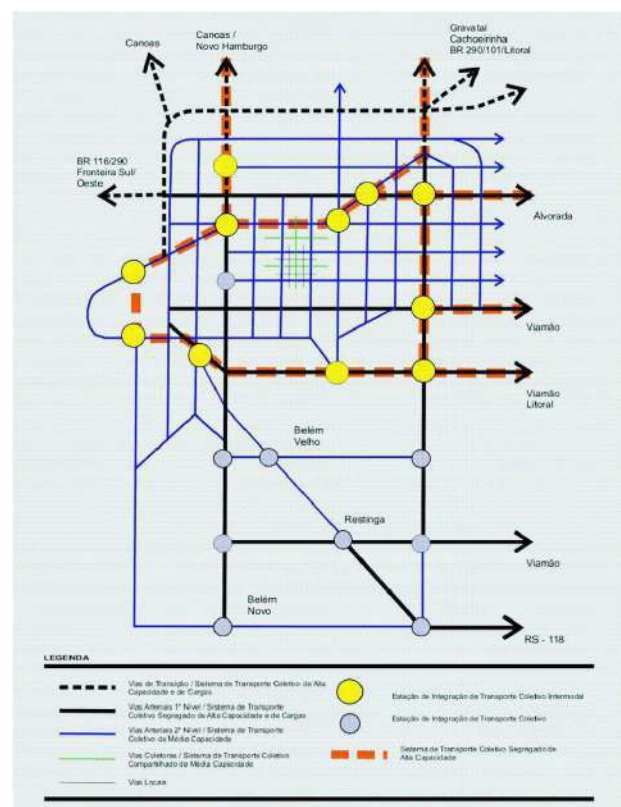 Canoas
Canoas /
Novo Hamburgo
Gravataí
Cachoeirinha
BR 290/101/Litoral
BR 116/290
Fronteira Sul/
Oeste
Alvorada
Viamão
Viamão
Litoral
Belém
Velho
Restinga
Viamão
Belém
Novo
RS - 118
LEGENDA
Vias de Transição / Sistema de Transporte Coletivo de Alta
Capacidade e de Cargas
Vias Arteriais 1º Nível / Sistema de Transporte
Coletivo Segregado de Alta Capacidade e de Cargas
Vias Arteriais 2º Nível / Sistema de Transporte
Coletivo de Média Capacidade
Vias Coletoras / Sistema de Transporte Coletivo
Compartilhado de Média Capacidade
Vias Locais
Estação de Integração de Transporte Coletivo Intermodal
Estação de Integração de Transporte Coletivo
Sistema de Transporte Coletivo Segregado de
Alta Capacidade